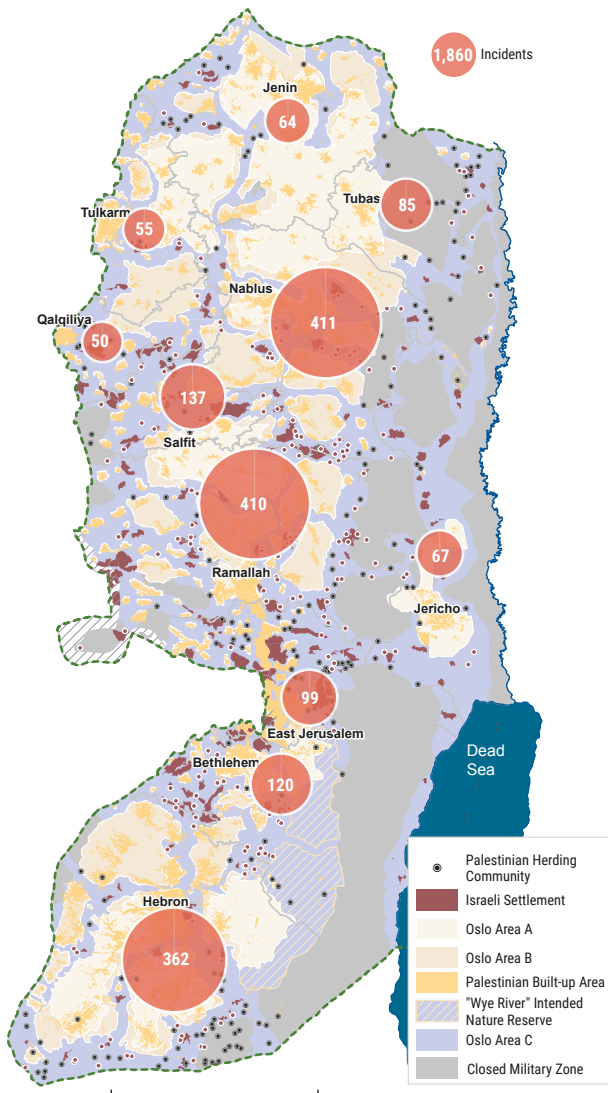 1,860 Incidents
Jenin
64
Tubas
85
Tulkarm
55
Nablus
411
Qalqiliya
50
137
Salfit
410
Ramallah
67
Jericho
99
East Jerusalem
Bethlehem
120
Dead
Sea
Hebron
362
Palestinian Herding
Community
Israeli Settlement
Oslo Area A
Oslo Area B
Palestinian Built-up Area
"Wye River" Intended
Nature Reserve
Oslo Area C
Closed Military Zone